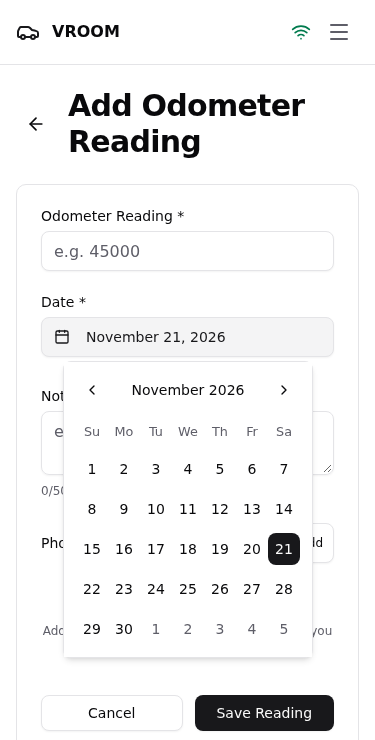 VROOM
Add Odometer
Reading
Odometer Reading *
e.g. 45000
Date *
November 21, 2026
November 2026
Su Mo Tu We Th Fr Sa
1 2 3 4 5 6 7
8 9 10 11 12 13 14
15 16 17 18 19 20 21
22 23 24 25 26 27 28
29 30 1 2 3 4 5
Cancel
Save Reading